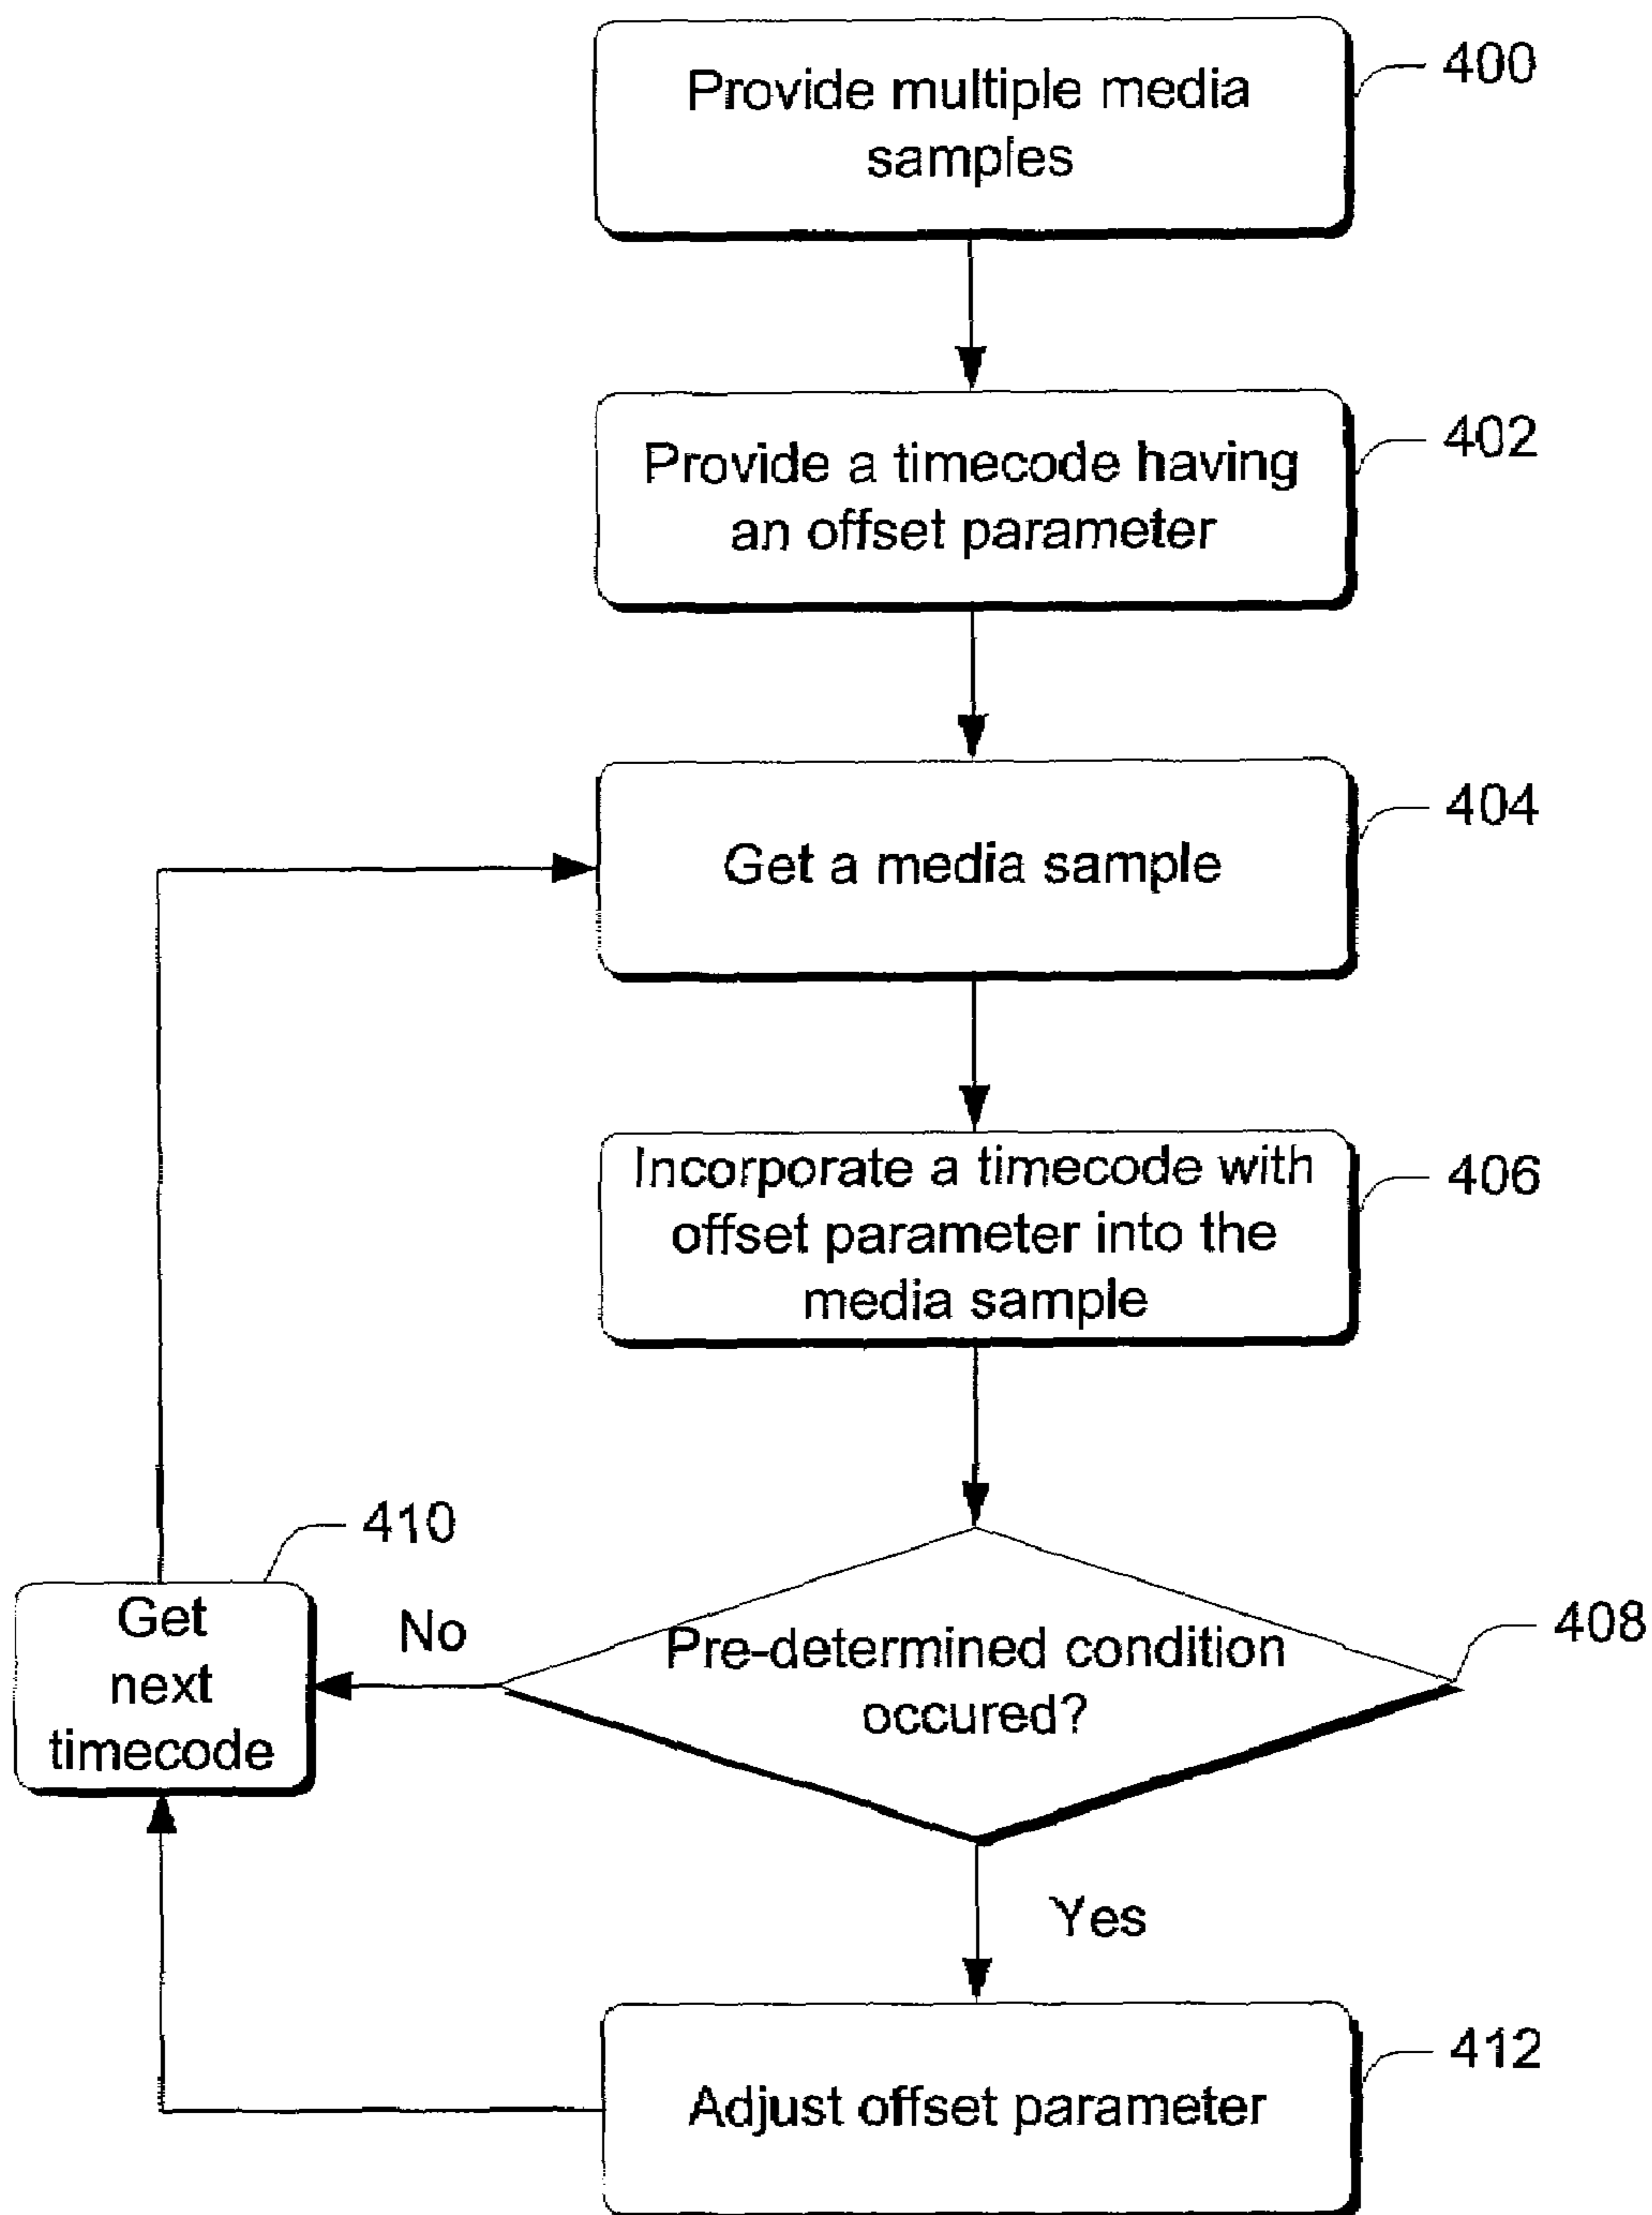 Provide multiple media
samples
400
Provide a timecode having
an offset parameter
402
Get a media sample
404
Incorporate a timecode with
offset parameter into the
media sample
406
Pre-determined condition
occured?
408
No
Get
next
timecode
410
Yes
Adjust offset parameter
412